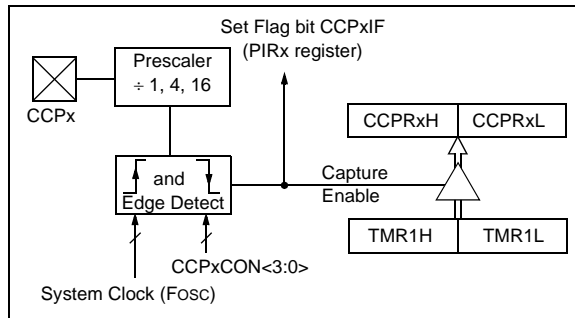 Set Flag bit CCPxIF
(PIRx register)
Prescaler
÷ 1, 4, 16
CCPx
CCPRxH
CCPRxL
and
Edge Detect
Capture
Enable
TMR1H
TMR1L
CCPxCON<3:0>
System Clock (FOSC)